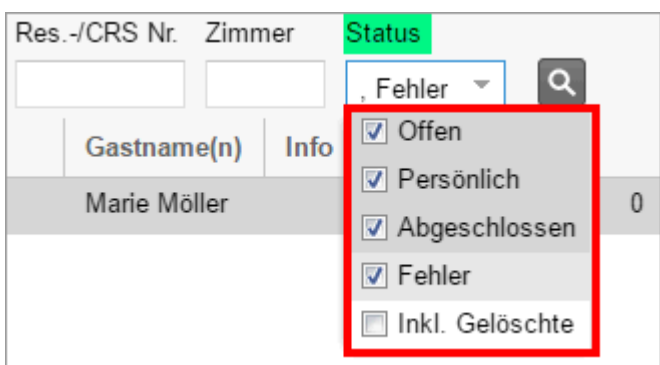 Res.-/CRS Nr. Zimmer Status
, Fehler
Gastname(n) Info
Offen
Persönlich
Marie Möller 0
Abgeschlossen
Fehler
Inkl. Gelöschte